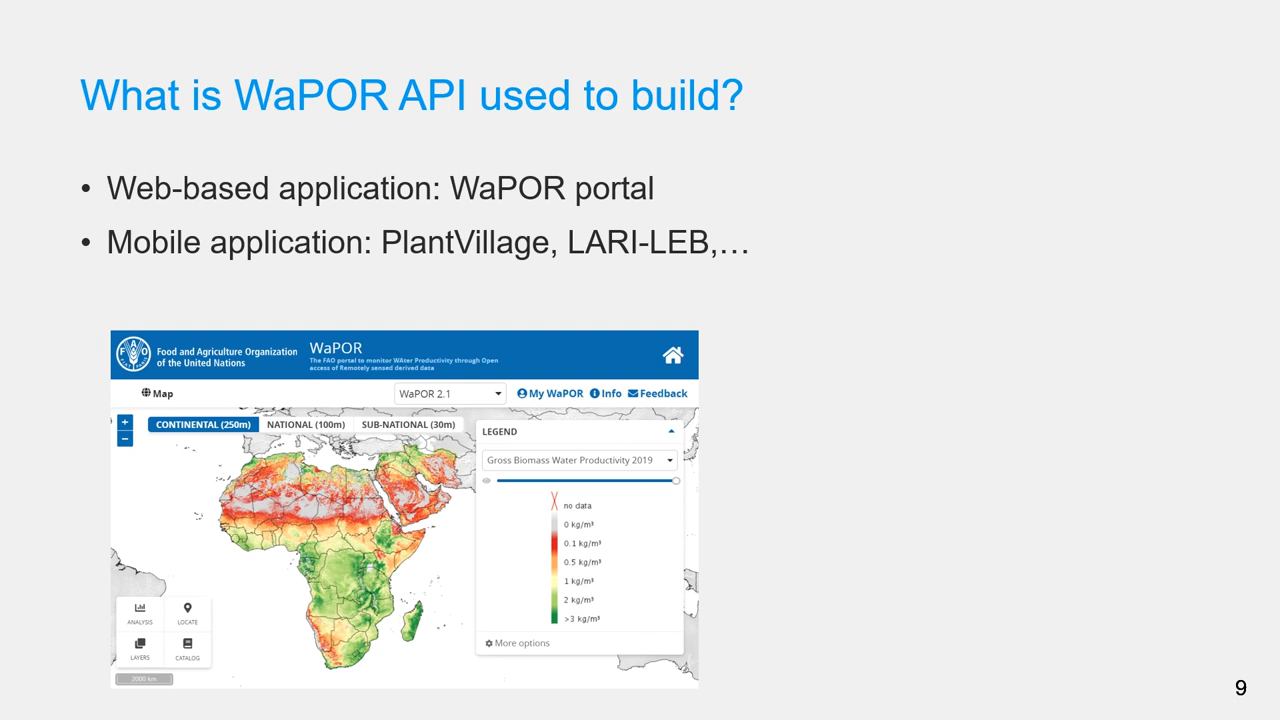 What is WaPOR API used to build?
• Web-based application: WaPOR portal
• Mobile application: PlantVillage, LARI-LEB,…
FAO
Food and Agriculture Organization
of the United Nations
WaPOR
The FAO portal to monitor WAter Productivity through Open
access of Remotely sensed derived data
Map
WaPOR 2.1
My WaPOR
Info
Feedback
+
−
CONTINENTAL (250m)
NATIONAL (100m)
SUB-NATIONAL (30m)
LEGEND
Gross Biomass Water Productivity 2019
no data
0 kg/m³
0.1 kg/m³
0.5 kg/m³
1 kg/m³
2 kg/m³
>3 kg/m³
More options
ANALYSIS
LOCATE
LAYERS
CATALOG
2000 km
9